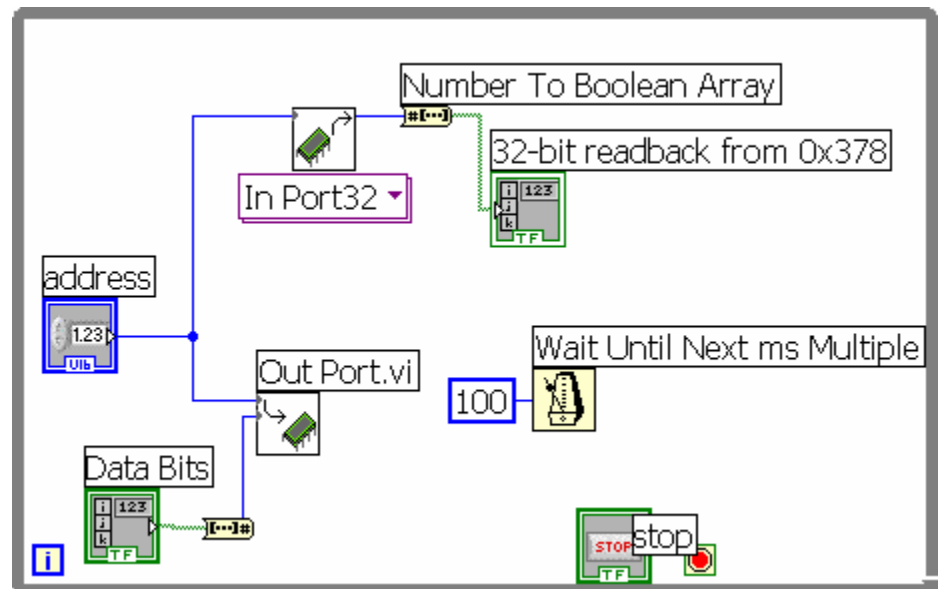 Number To Boolean Array
#[···]
32-bit readback from 0x378
i 123
j
k
TF
In Port32
address
1.23
U16
Out Port.vi
Wait Until Next ms Multiple
100
Data Bits
i 123
j
k
TF
[···]#
i
STOP
stop
TF